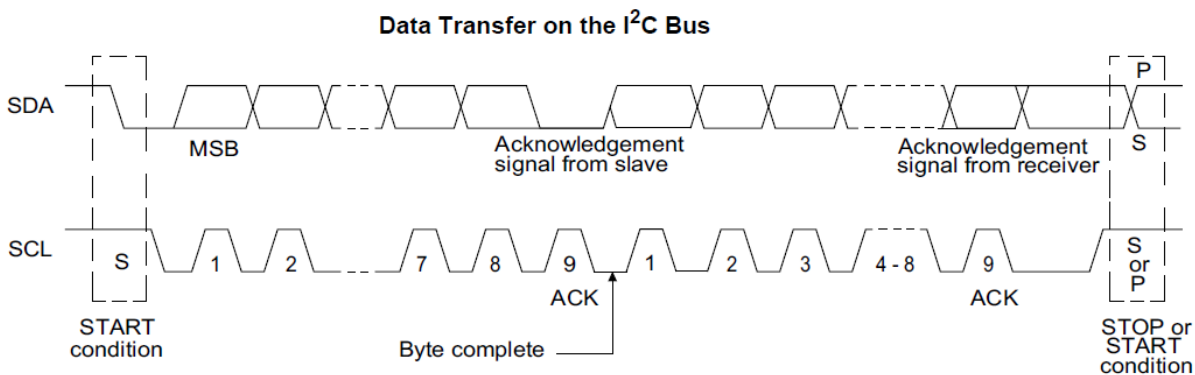 Data Transfer on the I²C Bus
P
SDA
MSB
Acknowledgement
signal from slave
Acknowledgement
signal from receiver
S
SCL
S
1
2
7
8
9
1
2
3
4 - 8
9
S
or
P
ACK
ACK
START
condition
Byte complete
STOP or
START
condition